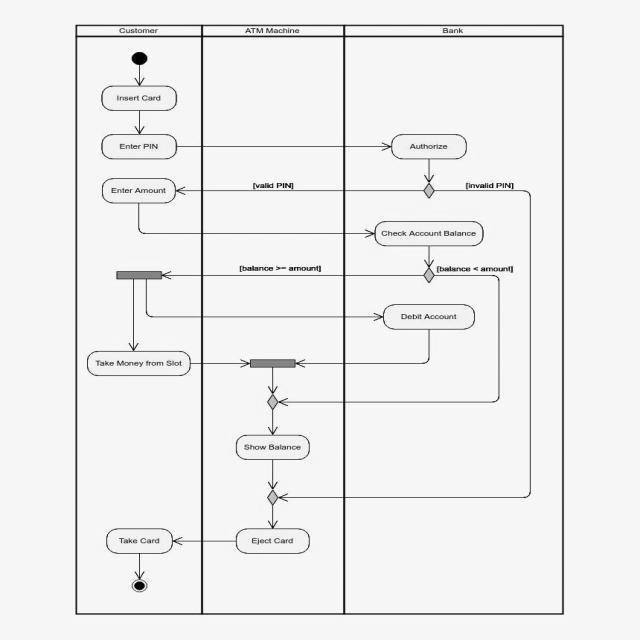 Customer
ATM Machine
Bank
Insert Card
Enter PIN
Authorize
Enter Amount
[valid PIN]
[invalid PIN]
Check Account Balance
[balance >= amount]
[balance < amount]
Debit Account
Take Money from Slot
Show Balance
Take Card
Eject Card